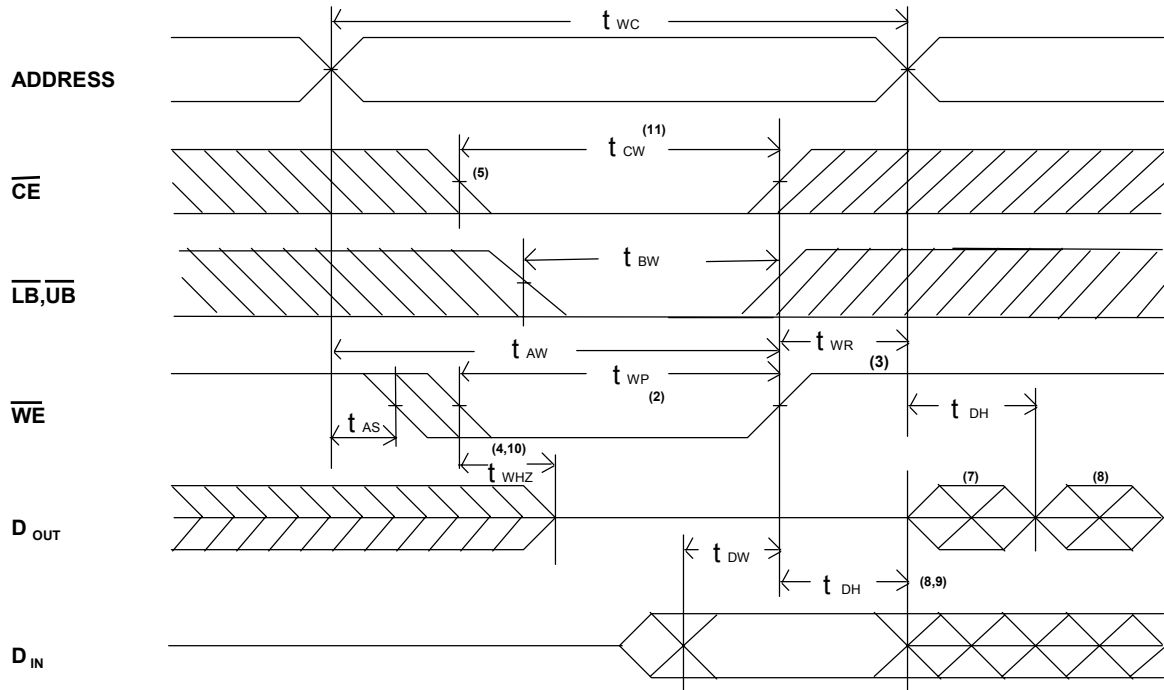 t WC
ADDRESS
t CW (11)
CE (5)
t BW
LB,UB
t AW
t WR
t WP (3)
(2)
WE
t AS
t DH
(4,10)
t WHZ
(7) (8)
D OUT
t DW
t DH (8,9)
D IN